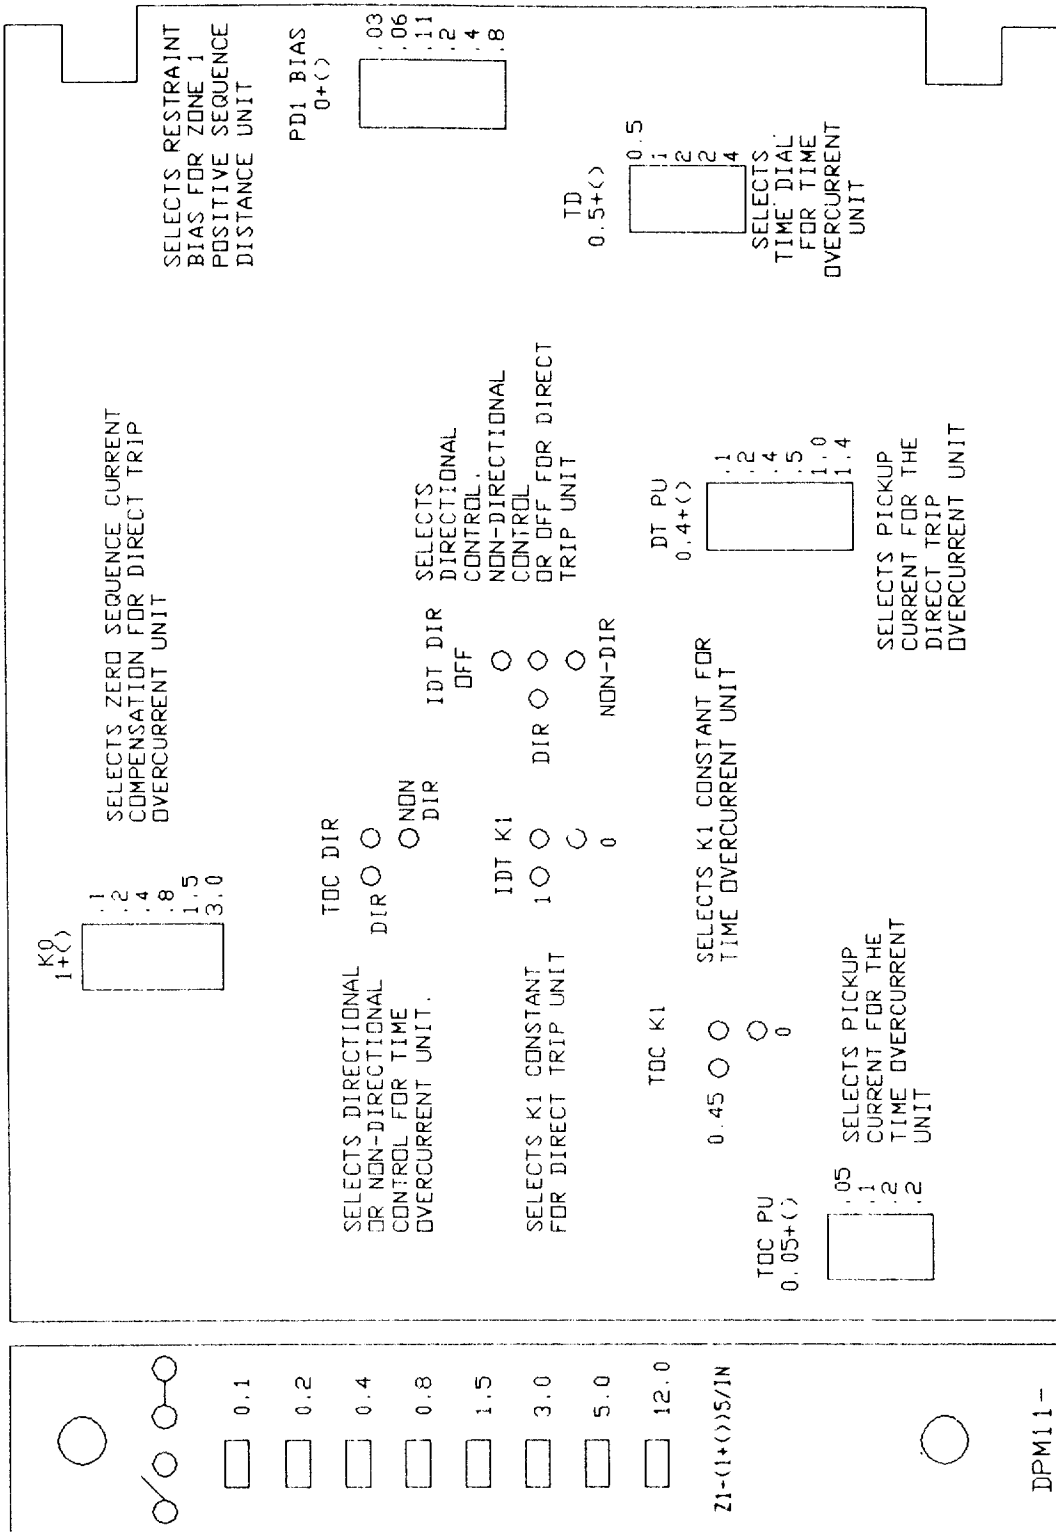 K0
1+()
.1
.2
.4
.8
1.5
3.0
SELECTS ZERO SEQUENCE CURRENT
COMPENSATION FOR DIRECT TRIP
OVERCURRENT UNIT
SELECTS RESTRAINT
BIAS FOR ZONE 1
POSITIVE SEQUENCE
DISTANCE UNIT
PD1 BIAS
0+()
.03
.06
.11
.2
.4
.8
SELECTS DIRECTIONAL
OR NON-DIRECTIONAL
CONTROL FOR TIME
OVERCURRENT UNIT.
TOC DIR
DIR
NON
DIR
IDT DIR
OFF
DIR
NON-DIR
SELECTS
DIRECTIONAL
CONTROL.
NON-DIRECTIONAL
CONTROL
OR OFF FOR DIRECT
TRIP UNIT
SELECTS K1 CONSTANT
FOR DIRECT TRIP UNIT
IDT K1
1
0
TD
0.5+()
0.5
1
2
2
4
SELECTS
TIME DIAL
FOR TIME
OVERCURRENT
UNIT
TOC K1
0.45
0
SELECTS K1 CONSTANT FOR
TIME OVERCURRENT UNIT
DT PU
0.4+()
.1
.2
.4
.5
1.0
1.4
SELECTS PICKUP
CURRENT FOR THE
DIRECT TRIP
OVERCURRENT UNIT
TOC PU
0.05+()
.05
.1
.2
.2
SELECTS PICKUP
CURRENT FOR THE
TIME OVERCURRENT
UNIT
0.1
0.2
0.4
0.8
1.5
3.0
5.0
12.0
Z1-(1+())5/IN
DPM11-